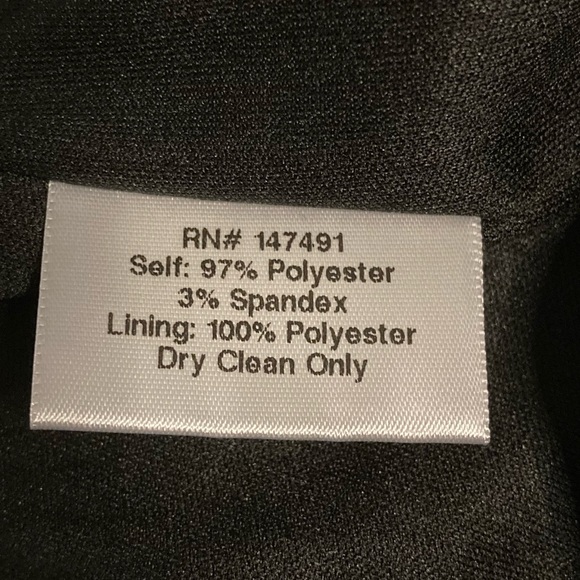 RN# 147491
Self: 97% Polyester
3% Spandex
Lining: 100% Polyester
Dry Clean Only